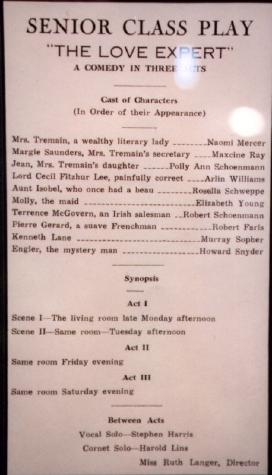 SENIOR CLASS PLAY
"THE LOVE EXPERT"
A COMEDY IN THREE ACTS
Cast of Characters
(In Order of their Appearance)
Mrs. Tremain, a wealthy literary lady -----Naomi Mercer
Margie Saunders, Mrs. Tremain's secretary -----Maxcine Ray
Jean, Mrs. Tremain's daughter -----Polly Ann Schoenmann
Lord Cecil Fitzhur Lee, painfully correct -----Arlin Williams
Aunt Isobel, who once had a beau --------Rosella Schweppe
Molly, the maid -----------------------Elizabeth Young
Terrence McGovern, an Irish salesman --Robert Schoenmann
Pierre Gerard, a suave Frenchman -----------Robert Faris
Kenneth Lane ---------------------------Murray Sopher
Engler, the mystery man -------------------Howard Snyder
Synopsis
Act I
Scene I—The living room late Monday afternoon
Scene II—Same room—Tuesday afternoon
Act II
Same room Friday evening
Act III
Same room Saturday evening
Between Acts
Vocal Solo—Stephen Harris
Cornet Solo—Harold Lins
Miss Ruth Langer, Director